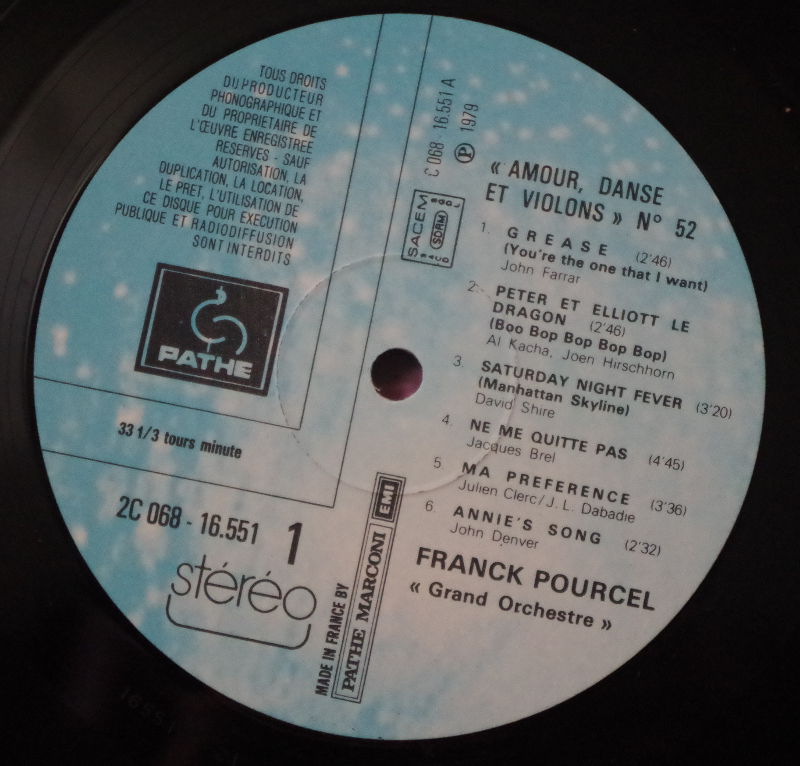 TOUS DROITS
DU PRODUCTEUR
PHONOGRAPHIQUE ET
DU PROPRIETAIRE DE
L'ŒUVRE ENREGISTREE
RESERVES - SAUF
AUTORISATION, LA
DUPLICATION, LA LOCATION,
LE PRET, L'UTILISATION DE
CE DISQUE POUR EXECUTION
PUBLIQUE ET RADIODIFFUSION
SONT INTERDITS
PATHE
33 1/3 tours minute
2C 068 - 16.551 1
stéréo
MADE IN FRANCE BY
PATHE MARCONI EMI
C 068 - 16.551 A
℗ 1979
SACEM
SDRM
« AMOUR, DANSE
ET VIOLONS » N° 52
1. GREASE (2'46)
(You're the one that I want)
John Farrar
2. PETER ET ELLIOTT LE
DRAGON (2'46)
(Boo Bop Bop Bop Bop)
Al Kacha, Joen Hirschhorn
3. SATURDAY NIGHT FEVER (3'20)
(Manhattan Skyline)
David Shire
4. NE ME QUITTE PAS (4'45)
Jacques Brel
5. MA PREFERENCE (3'36)
Julien Clerc/J.L. Dabadie
6. ANNIE'S SONG (2'32)
John Denver
FRANCK POURCEL
« Grand Orchestre »